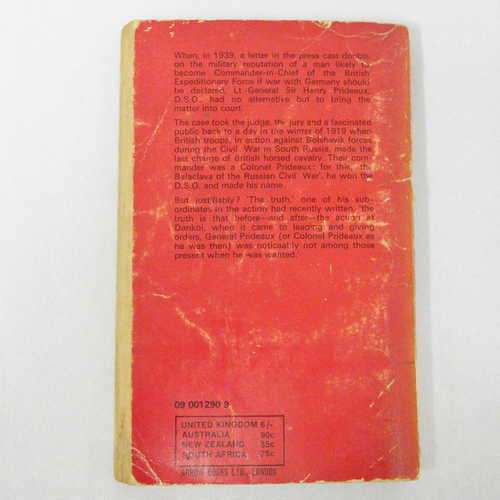 When, in 1939, a letter in the press cast doubts
on the military reputation of a man likely to
become Commander-in-Chief of the British
Expeditionary Force if war with Germany should
be declared, Lt.-General Sir Henry Prideaux,
D.S.O., had no alternative but to bring the
matter into court.
The case took the judge, the jury and a fascinated
public back to a day in the winter of 1919 when
British troops, in action against Bolshevik forces
during the Civil War in South Russia, made the
last charge of British horsed cavalry. Their com-
mander was a Colonel Prideaux: for this, the
'Balaclava of the Russian Civil War', he won the
D.S.O. and made his name.
But justifiably? 'The truth,' one of his sub-
ordinates in the action had recently written, 'the
truth is that before—and after—the action at
Dankoi, when it came to leading and giving
orders, General Prideaux (or Colonel Prideaux as
he was then) was noticeably not among those
present when he was wanted.'
09 001290 9
UNITED KINGDOM 6/-
AUSTRALIA 90c
NEW ZEALAND 85c
SOUTH AFRICA 75c
ARROW BOOKS LTD., LONDON